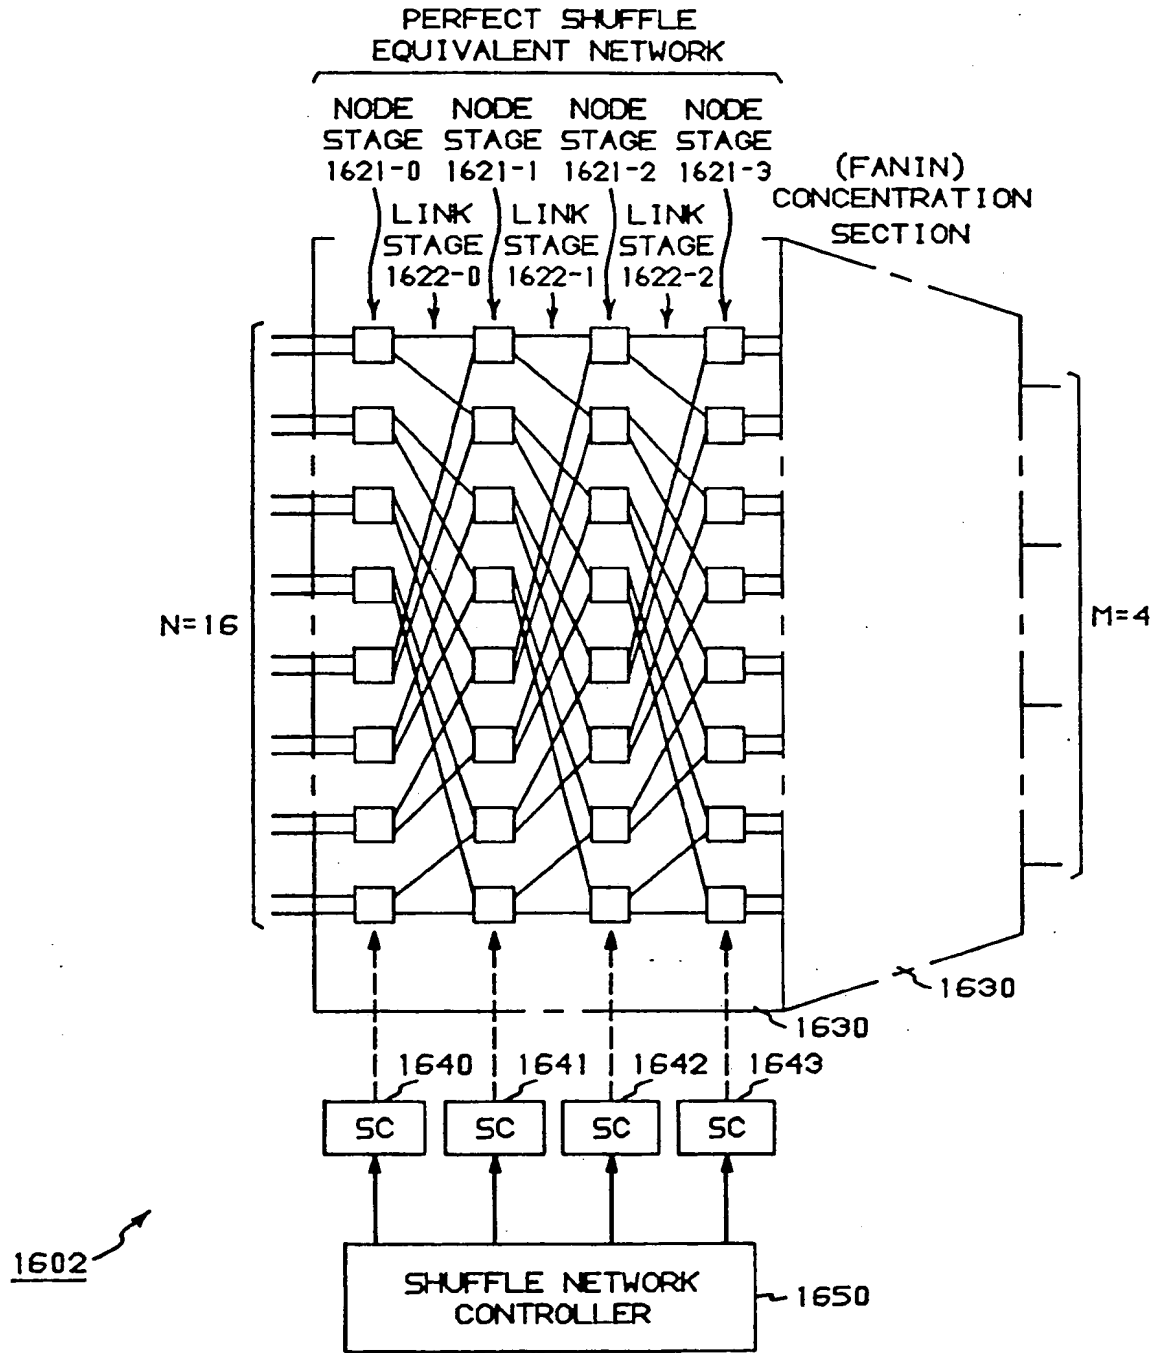 PERFECT SHUFFLE
EQUIVALENT NETWORK
NODE NODE NODE NODE
STAGE STAGE STAGE STAGE
1621-0 1621-1 1621-2 1621-3
LINK LINK LINK
STAGE STAGE STAGE
1622-0 1622-1 1622-2
(FANIN)
CONCENTRATION
SECTION
N=16
M=4
1630
1630
1640 1641 1642 1643
SC SC SC SC
1602
SHUFFLE NETWORK
CONTROLLER
1650